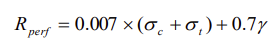 R_perf = 0.007 × (σ_c + σ_t) + 0.7γ